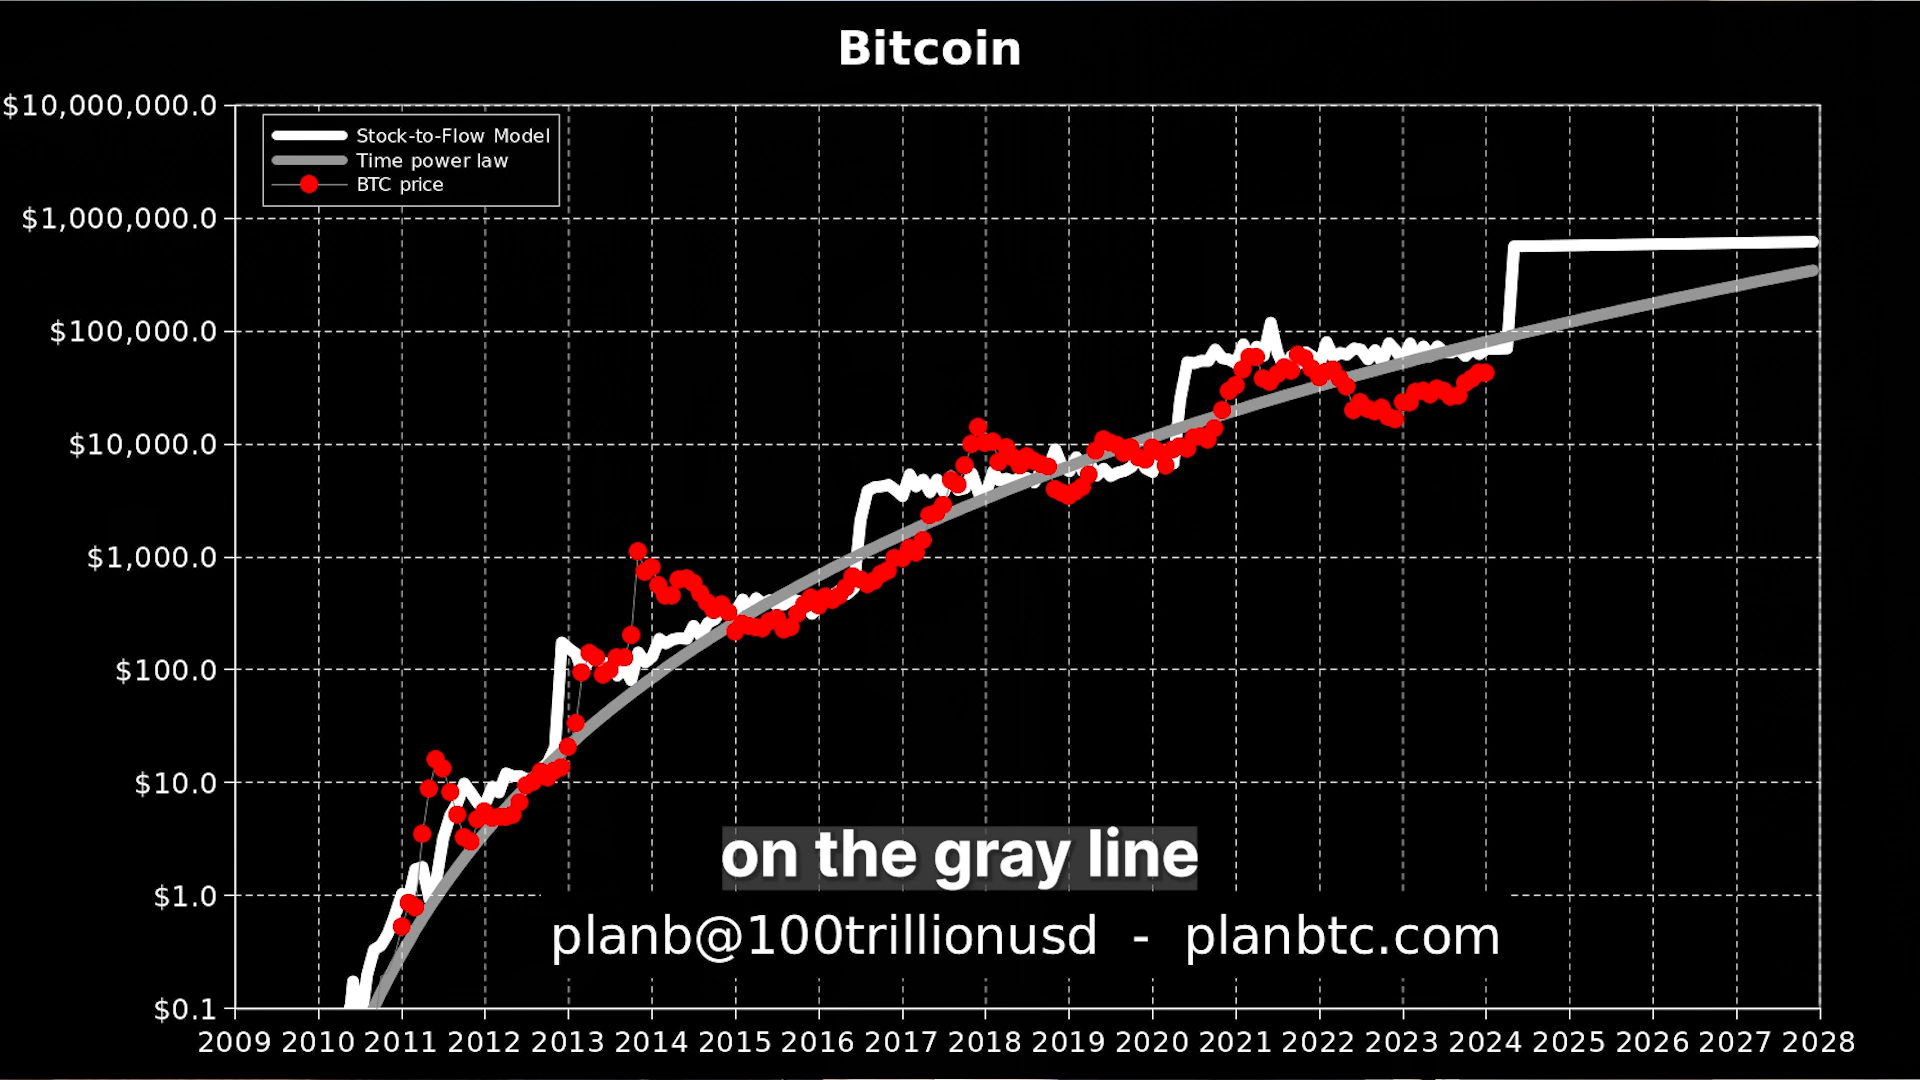 Bitcoin
$10,000,000.0
Stock-to-Flow Model
Time power law
BTC price
$1,000,000.0
$100,000.0
$10,000.0
$1,000.0
$100.0
$10.0
on the gray line
$1.0
planb@100trillionusd - planbtc.com
$0.1
2009 2010 2011 2012 2013 2014 2015 2016 2017 2018 2019 2020 2021 2022 2023 2024 2025 2026 2027 2028